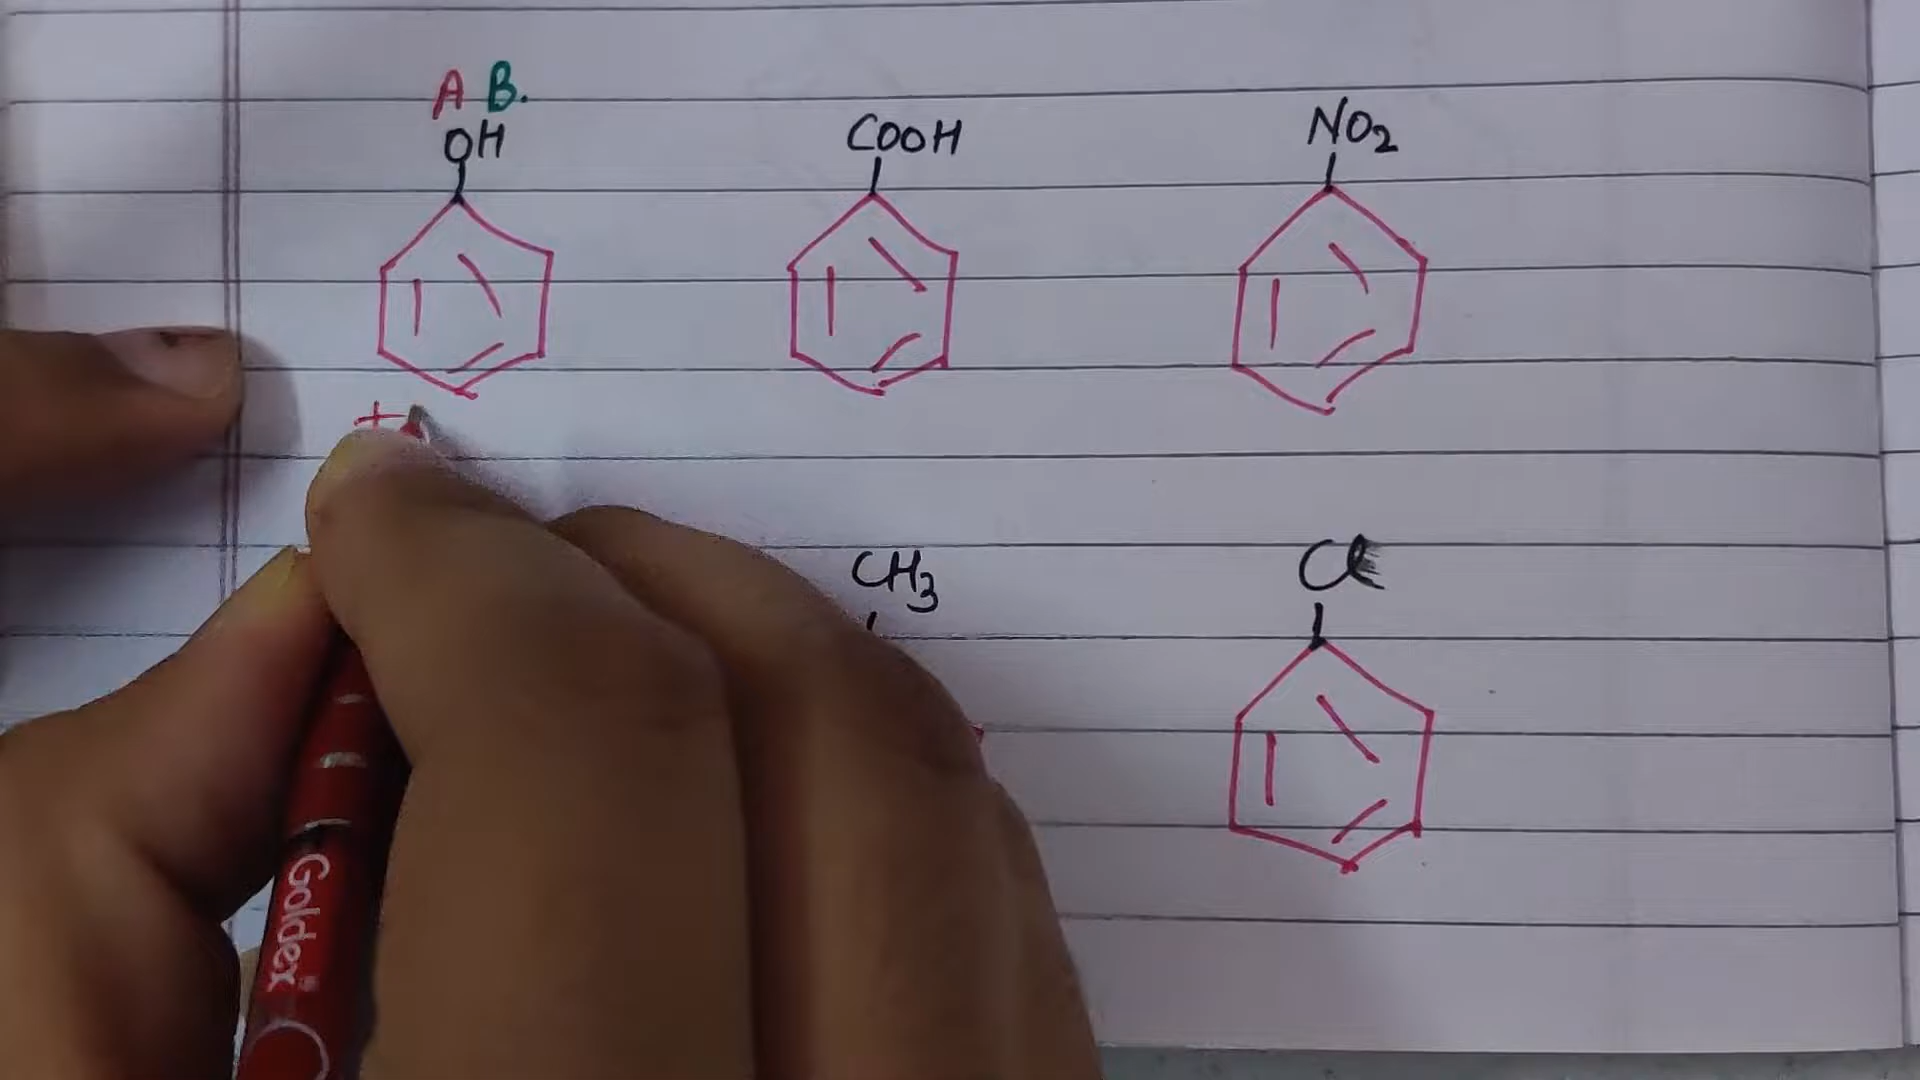 A B.
OH
COOH
NO2
+
CH3
Cl
Goldex